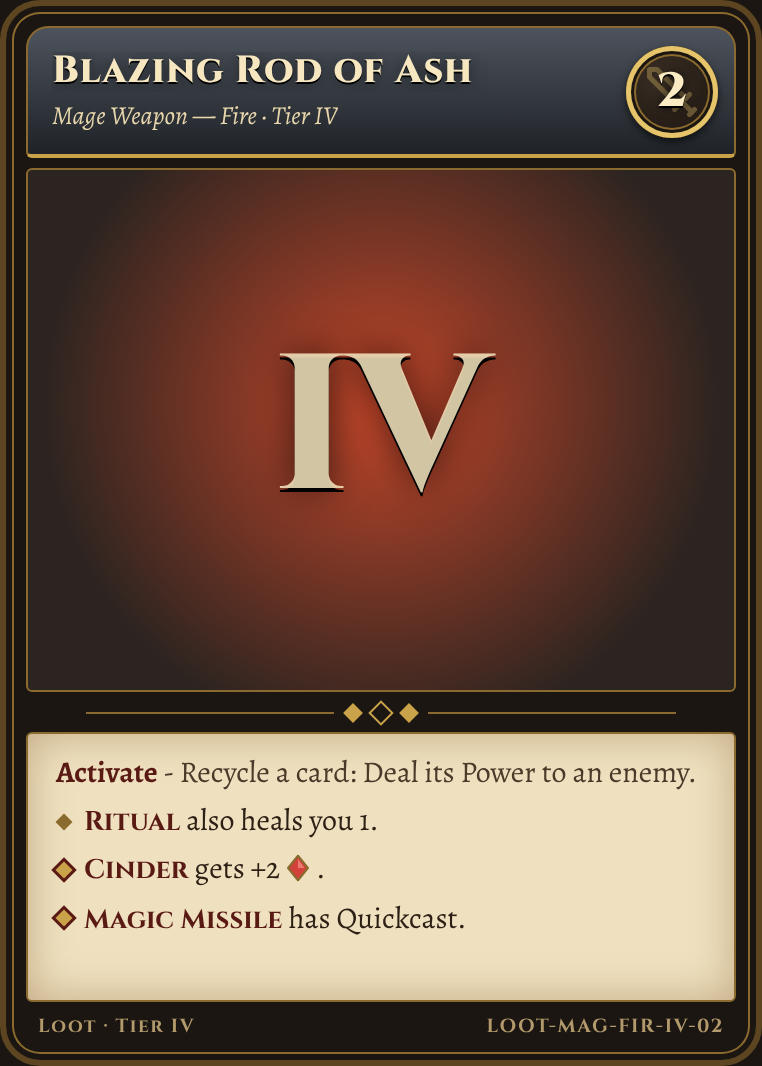 Blazing Rod of Ash
2
Mage Weapon — Fire · Tier IV
IV
Activate - Recycle a card: Deal its Power to an enemy.
Ritual also heals you 1.
Cinder gets +2 .
Magic Missile has Quickcast.
Loot · Tier IV
LOOT-MAG-FIR-IV-02